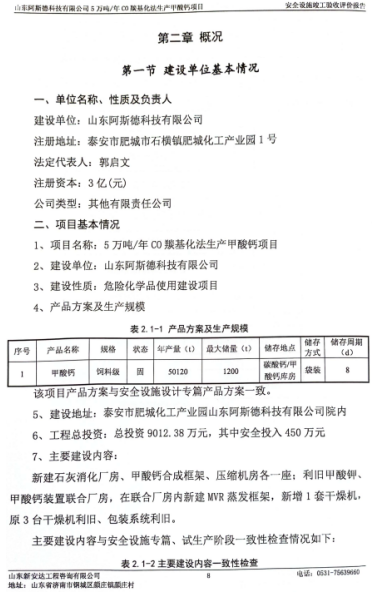 山东阿斯德科技有限公司5万吨/年CO羰基化法生产甲酸钙项目 安全设施竣工验收评价报告
第二章 概况
第一节 建设单位基本情况
一、单位名称、性质及负责人
建设单位：山东阿斯德科技有限公司
注册地址：泰安市肥城市石横镇肥城化工产业园1号
法定代表人：郭启文
注册资本：3亿(元)
公司类型：其他有限责任公司
二、项目基本情况
1、项目名称：5万吨/年CO羰基化法生产甲酸钙项目
2、建设单位：山东阿斯德科技有限公司
3、建设性质：危险化学品使用建设项目
4、产品方案及生产规模
表 2.1-1 产品方案及生产规模
序号 产品名称 规格 状态 年产量（t） 最大储量（t） 储存地点 储存方式 储存周期（d）
1 甲酸钙 饲料级 固 50120 1200 碳酸钙/甲酸钙库房 袋装 8
该项目产品方案与安全设施设计专篇产品方案一致。
5、建设地址：泰安市肥城化工产业园山东阿斯德科技有限公司院内
6、工程总投资：总投资9012.38万元，其中安全投入450万元
7、主要建设内容：
新建石灰消化厂房、甲酸钙合成框架、压缩机房各一座；利旧甲酸钾、
甲酸钙装置联合厂房，在联合厂房内新建MVR蒸发框架，新增1套干燥机，
原3台干燥机利旧、包装系统利旧。
主要建设内容与安全设施专篇、试生产阶段一致性检查情况如下：
表 2.1-2 主要建设内容一致性检查
山东新安达工程咨询有限公司 8 电话：0531-75639660
地址：山东省济南市钢城区颜庄镇颜庄村